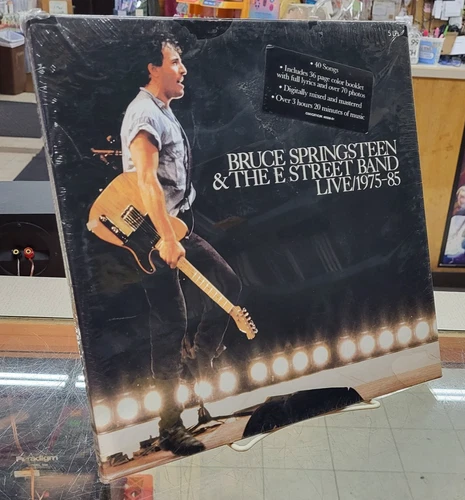 • 40 Songs
• Includes 36 page color booklet
with full lyrics and over 70 photos
• Digitally mixed and mastered
• Over 3 hours 20 minutes of music
BRUCE SPRINGSTEEN
& THE E STREET BAND
LIVE/1975-85
Paradigm